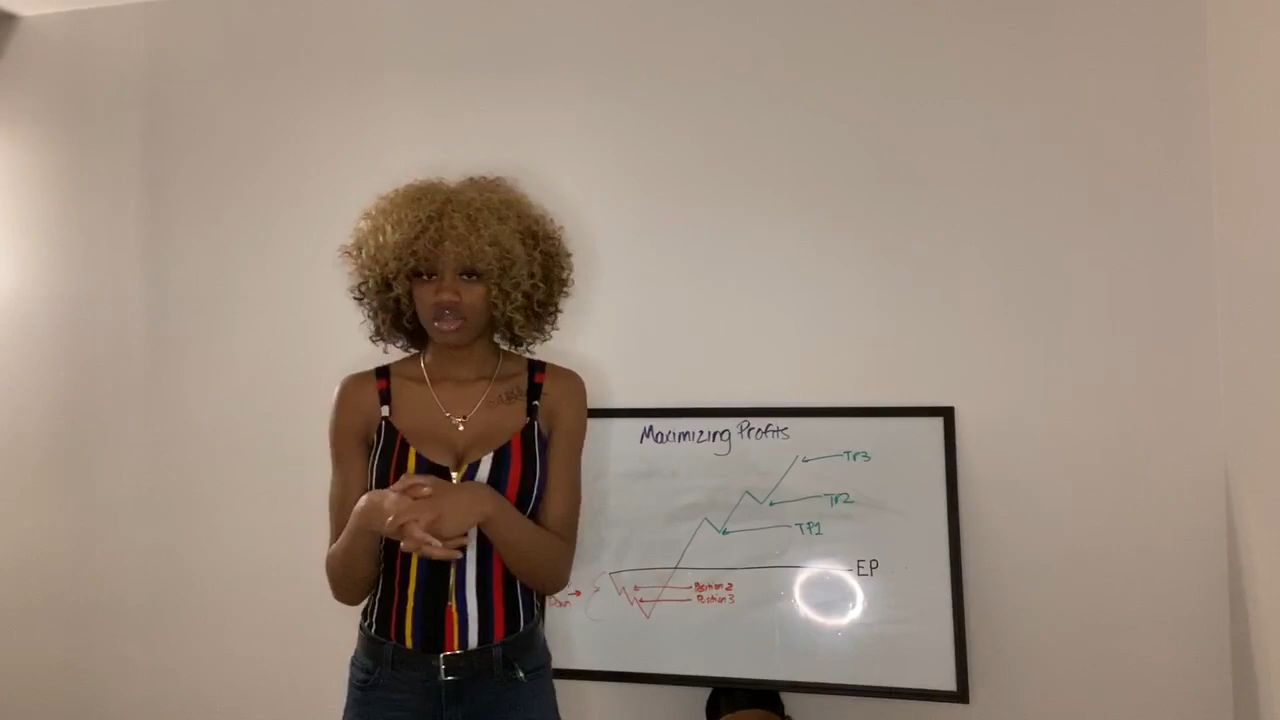 Maximizing Profits
TP3
TP2
TP1
EP
Position 2
Position 3